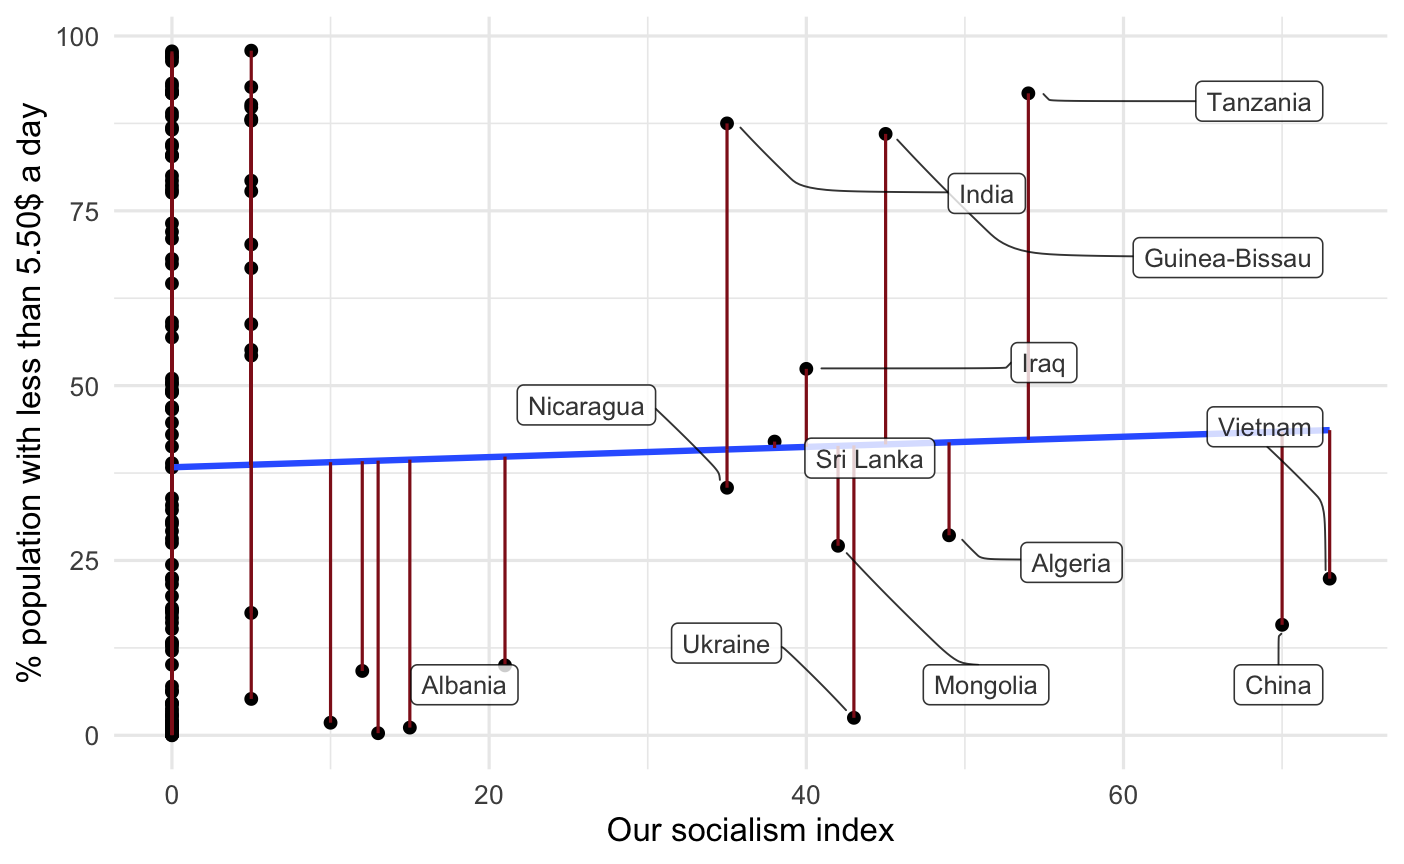 % population with less than 5.50$ a day
100
75
50
25
0
Tanzania
India
Guinea-Bissau
Iraq
Nicaragua
Vietnam
Sri Lanka
Algeria
Ukraine
Albania
Mongolia
China
0
20
40
60
Our socialism index